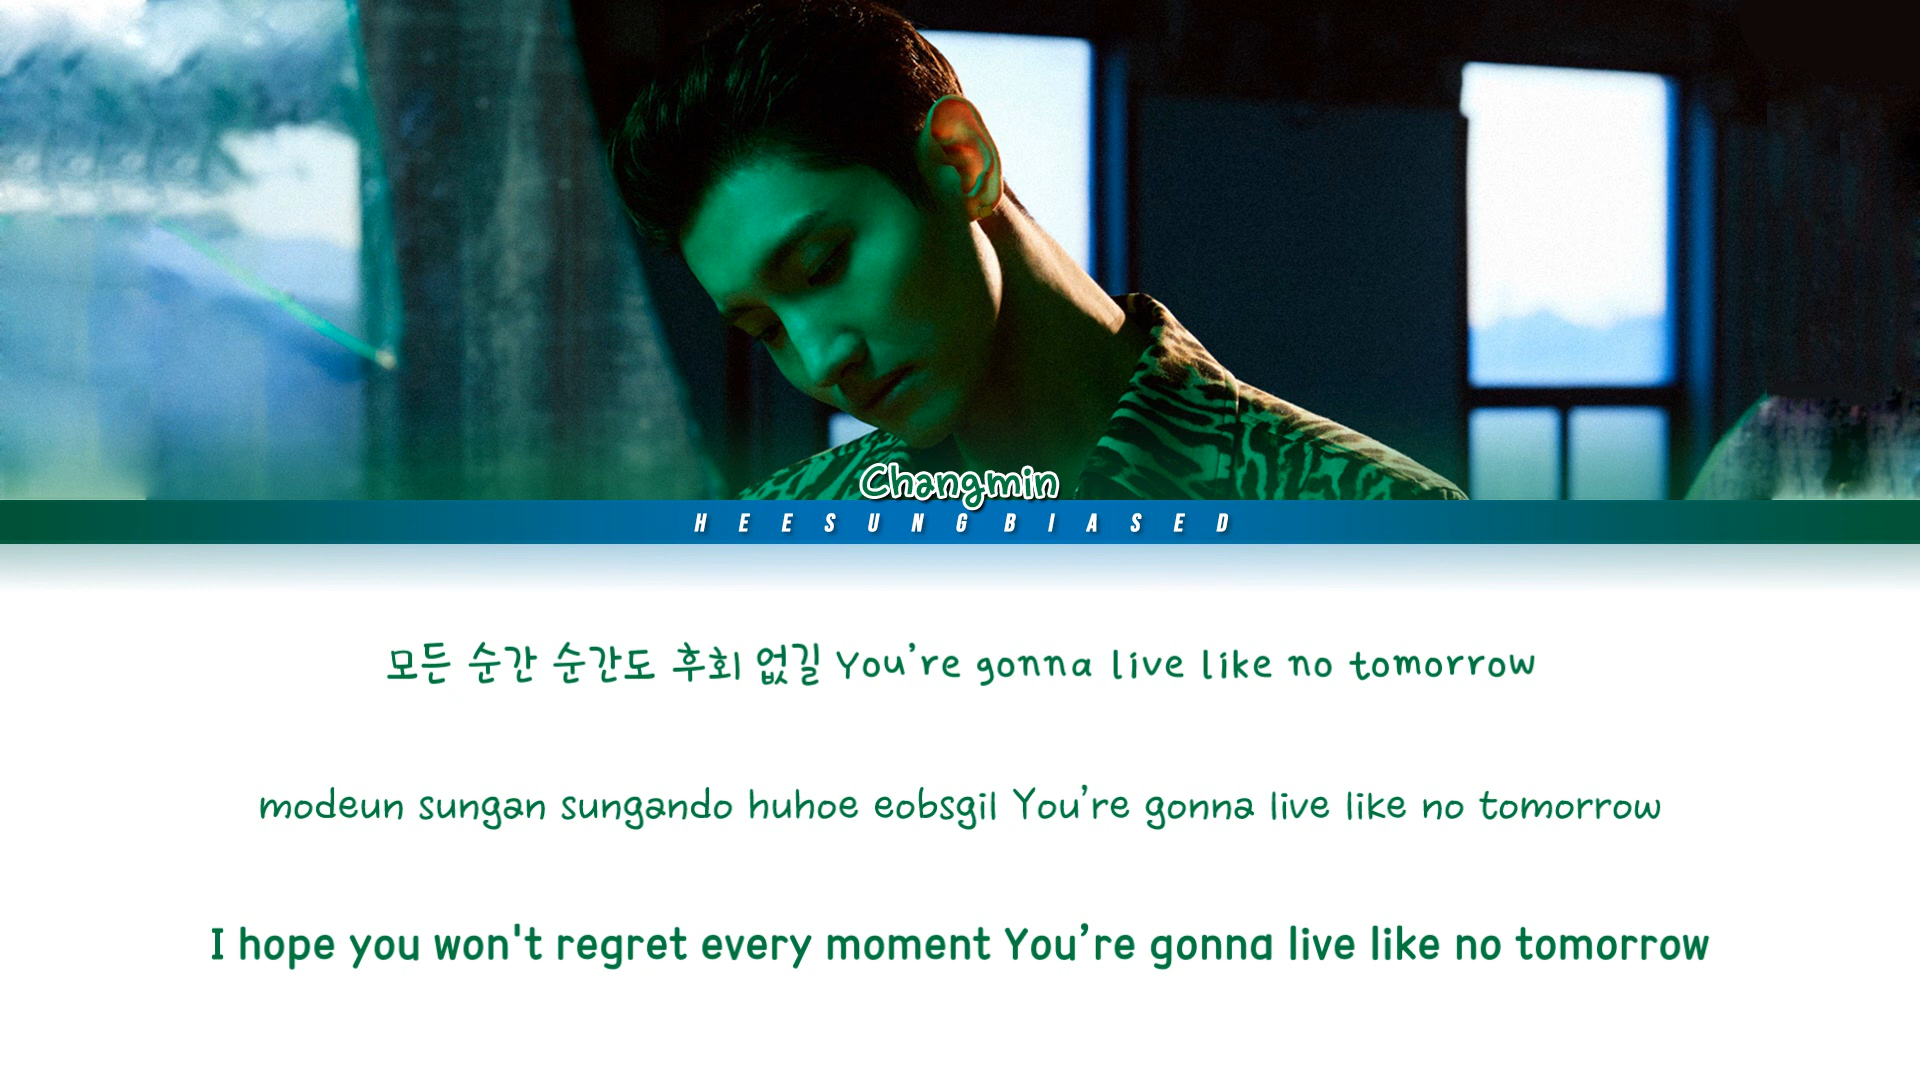 Changmin
HEESUNGBIASED
모든 순간 순간도 후회 없길 You’re gonna live like no tomorrow
modeun sungan sungando huhoe eobsgil You’re gonna live like no tomorrow
I hope you won't regret every moment You’re gonna live like no tomorrow